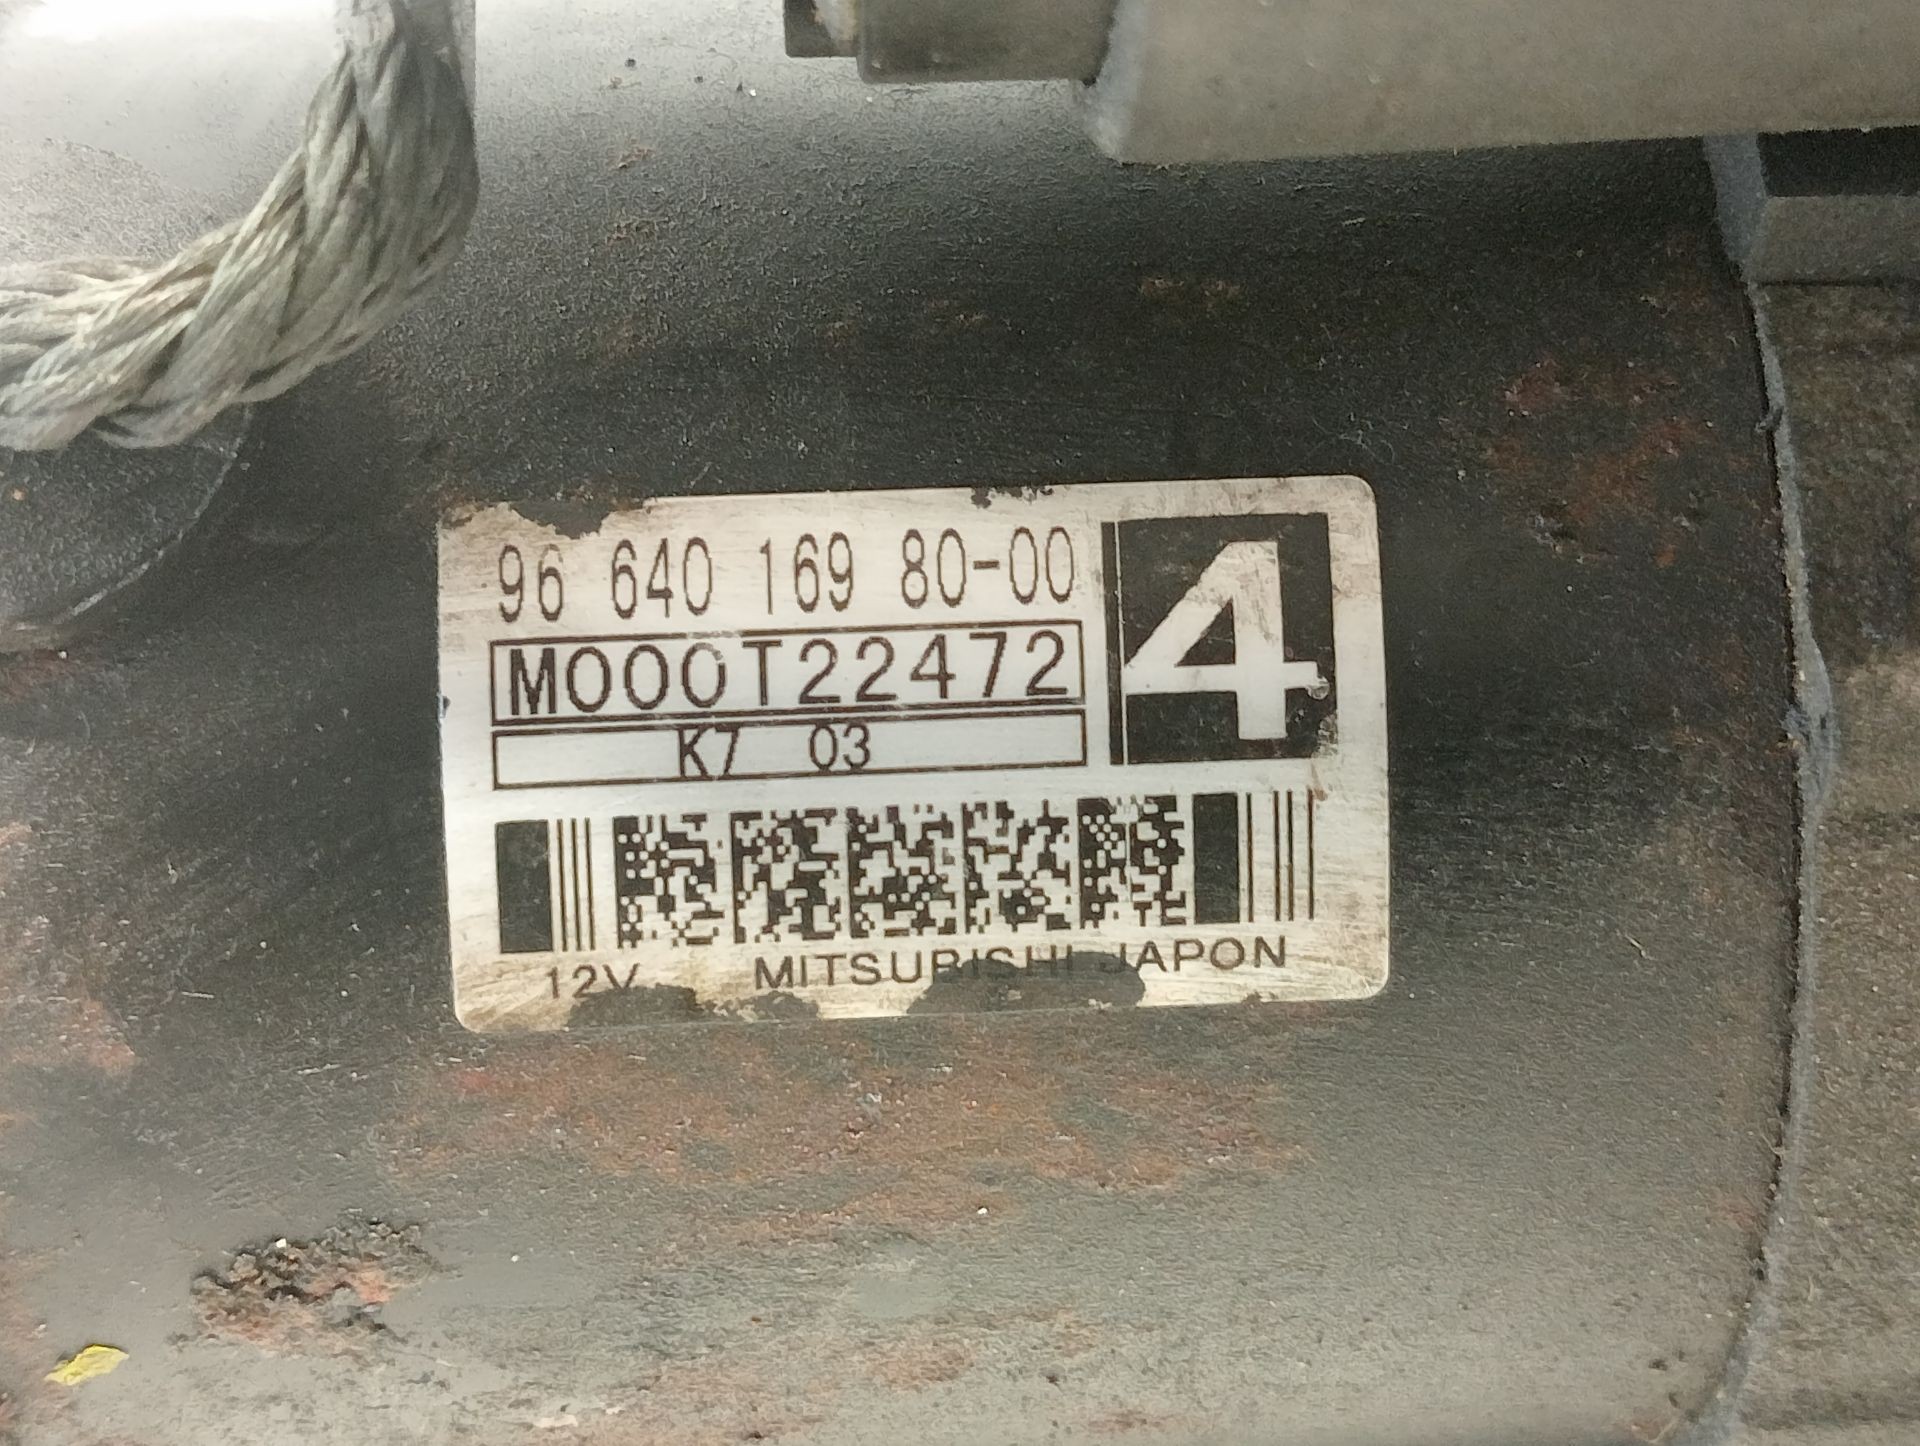 96 640 169 80-00
4
M000T22472
K7 03
12V MITSUBISHI JAPON